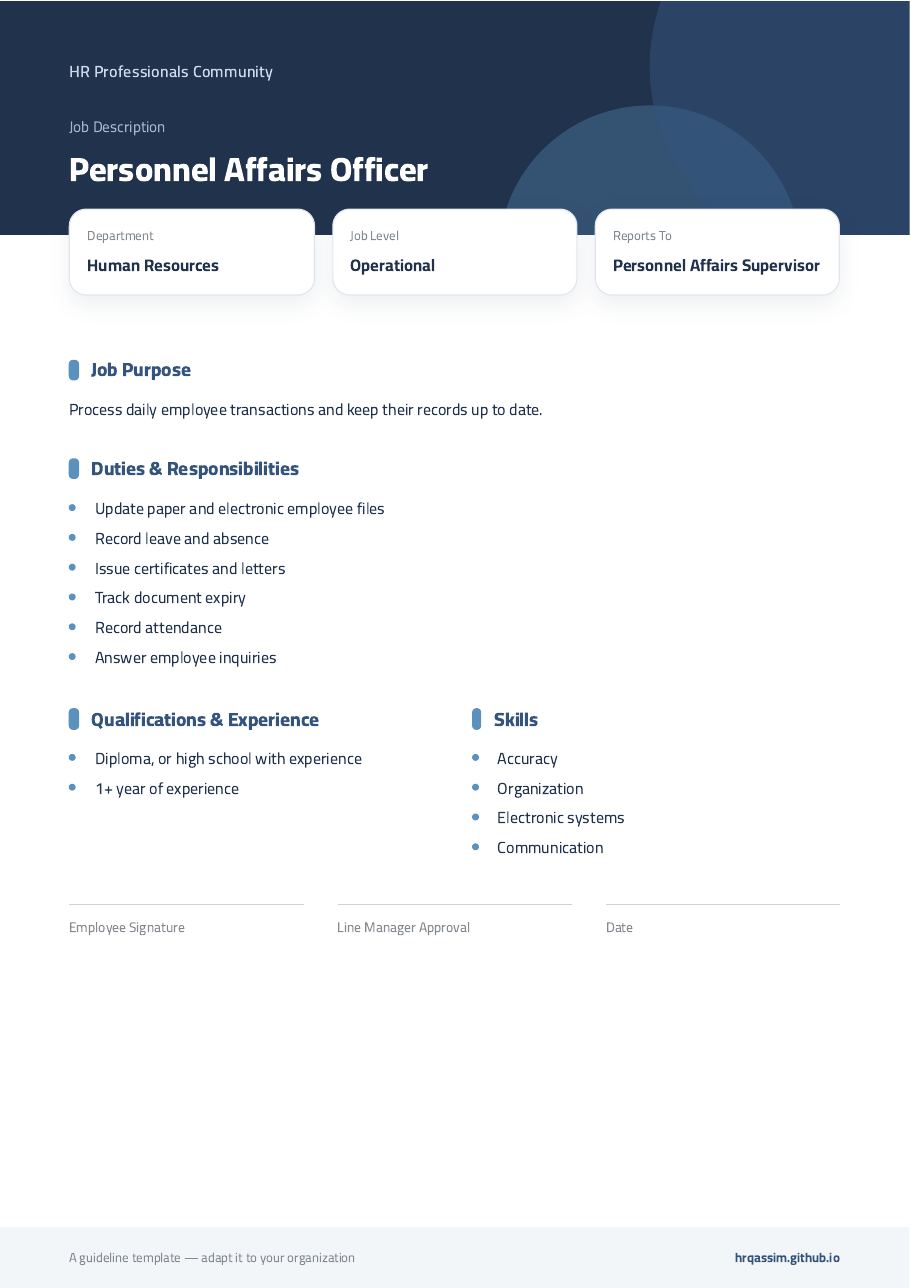 HR Professionals Community
Job Description
Personnel Affairs Officer
Department
Human Resources
Job Level
Operational
Reports To
Personnel Affairs Supervisor
Job Purpose
Process daily employee transactions and keep their records up to date.
Duties & Responsibilities
Update paper and electronic employee files
Record leave and absence
Issue certificates and letters
Track document expiry
Record attendance
Answer employee inquiries
Qualifications & Experience
Diploma, or high school with experience
1+ year of experience
Skills
Accuracy
Organization
Electronic systems
Communication
Employee Signature
Line Manager Approval
Date
A guideline template — adapt it to your organization
hrqassim.github.io